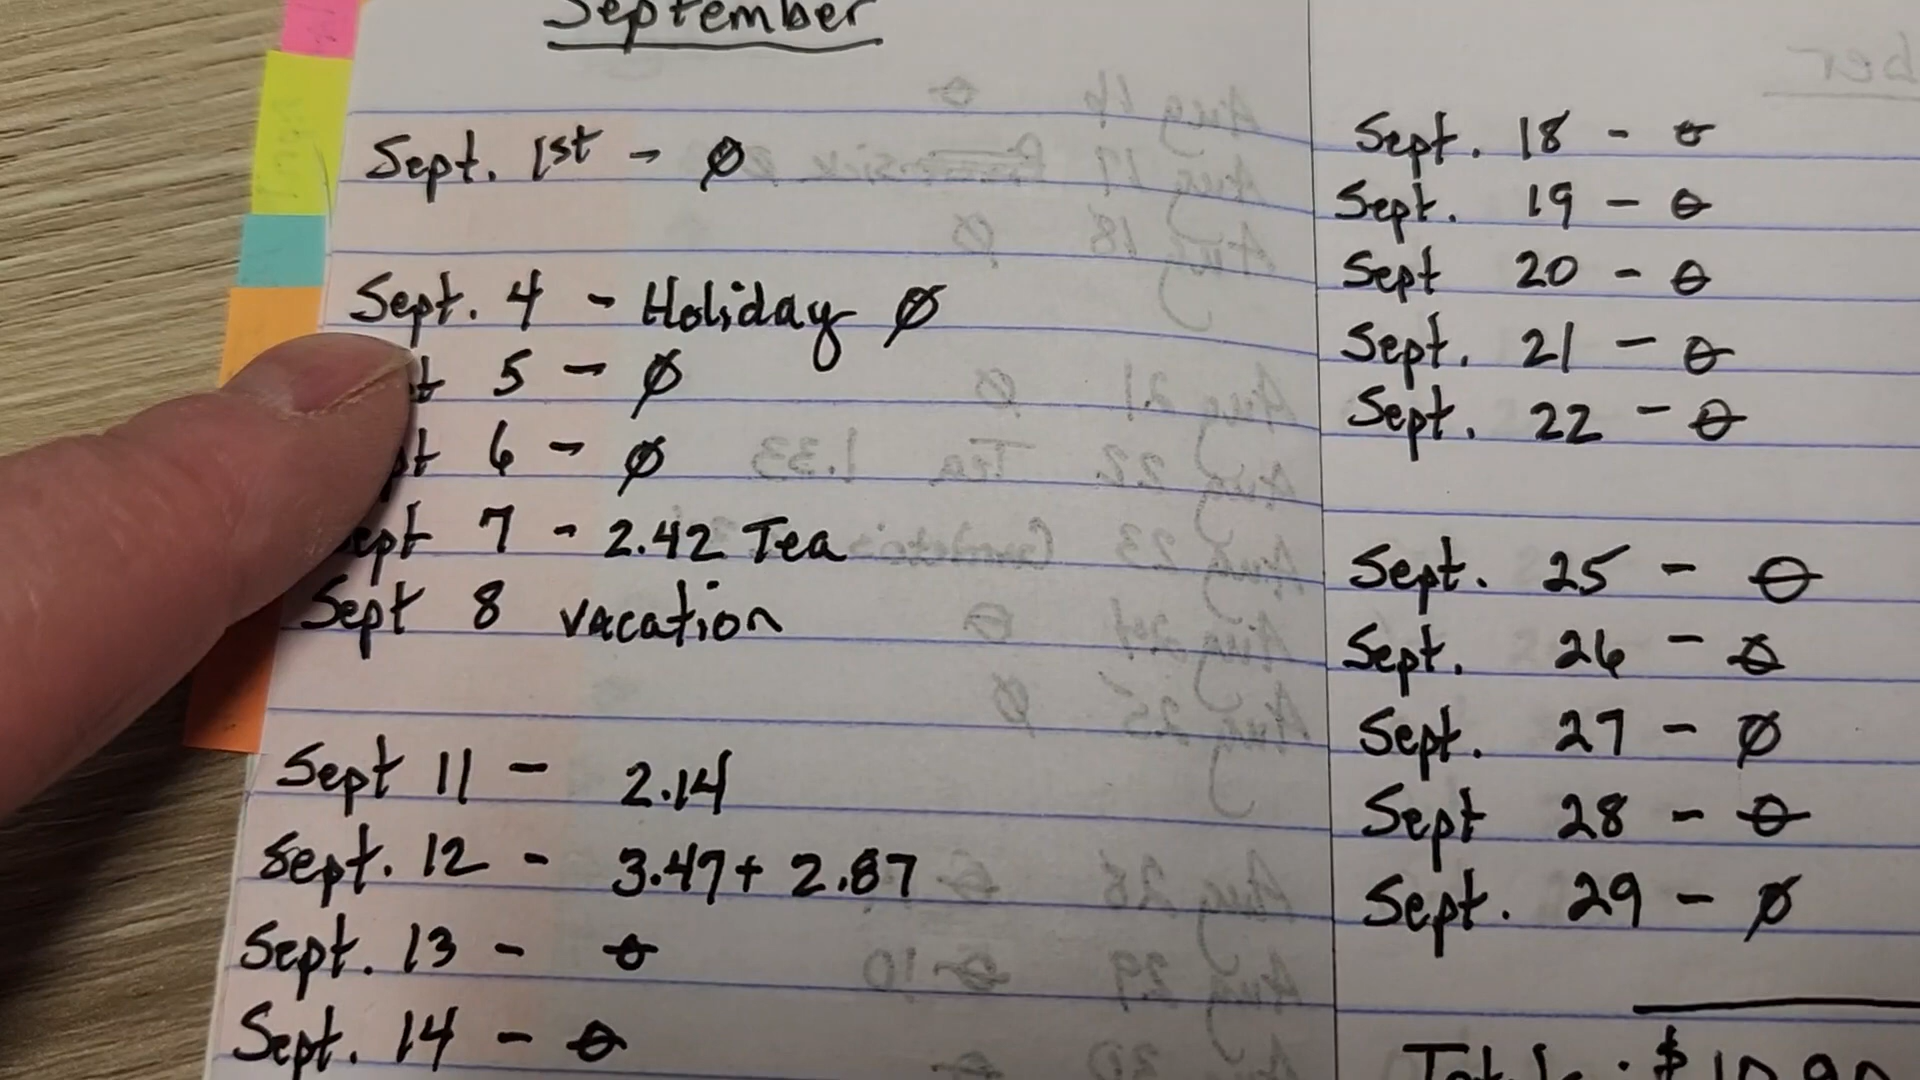 September
Sept. 1st - ∅
Sept. 4 - Holiday ∅
5 - ∅
6 - ∅
Sept 7 - 2.42 Tea
Sept 8 vacation
Sept 11 - 2.14
Sept. 12 - 3.47 + 2.87
Sept. 13 - ∅
Sept. 14 - ∅
Sept. 18 - ∅
Sept. 19 - ∅
Sept 20 - ∅
Sept. 21 - ∅
Sept. 22 - ∅
Sept. 25 - ∅
Sept. 26 - ∅
Sept. 27 - ∅
Sept 28 - ∅
Sept. 29 - ∅